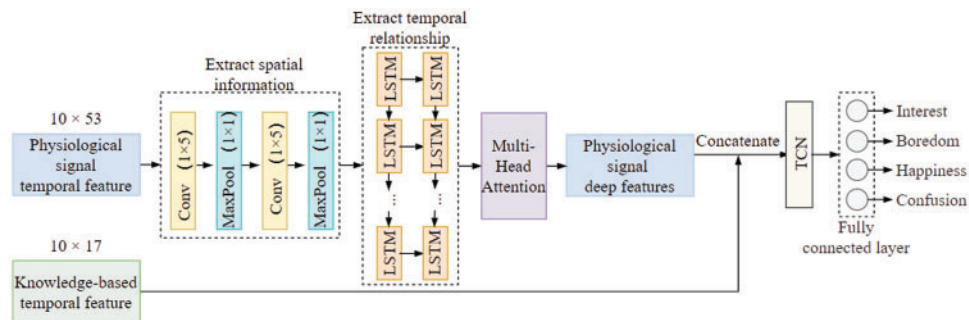 Extract temporal
relationship
Extract spatial
information
10 × 53
Physiological
signal
temporal feature
Conv (1×5)
MaxPool (1×1)
Conv (1×5)
MaxPool (1×1)
LSTM
LSTM
LSTM
LSTM
...
...
LSTM
LSTM
Multi-
Head
Attention
Physiological
signal
deep features
Concatenate
TCN
Interest
Boredom
Happiness
Confusion
Fully
connected layer
10 × 17
Knowledge-based
temporal feature